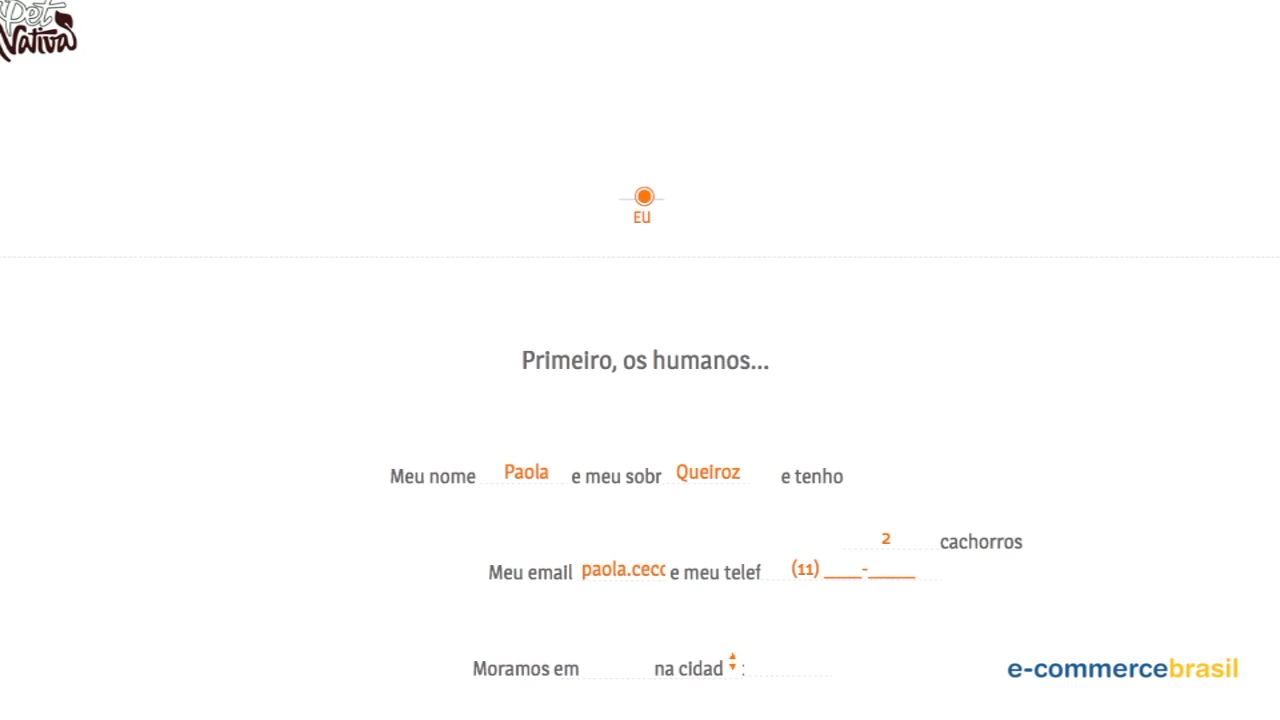 Pet
Nativa
EU
Primeiro, os humanos...
Meu nome Paola e meu sobr Queiroz e tenho
2 cachorros
Meu email paola.cecc e meu telef (11) ____-_____
Moramos em na cidad :
e-commercebrasil